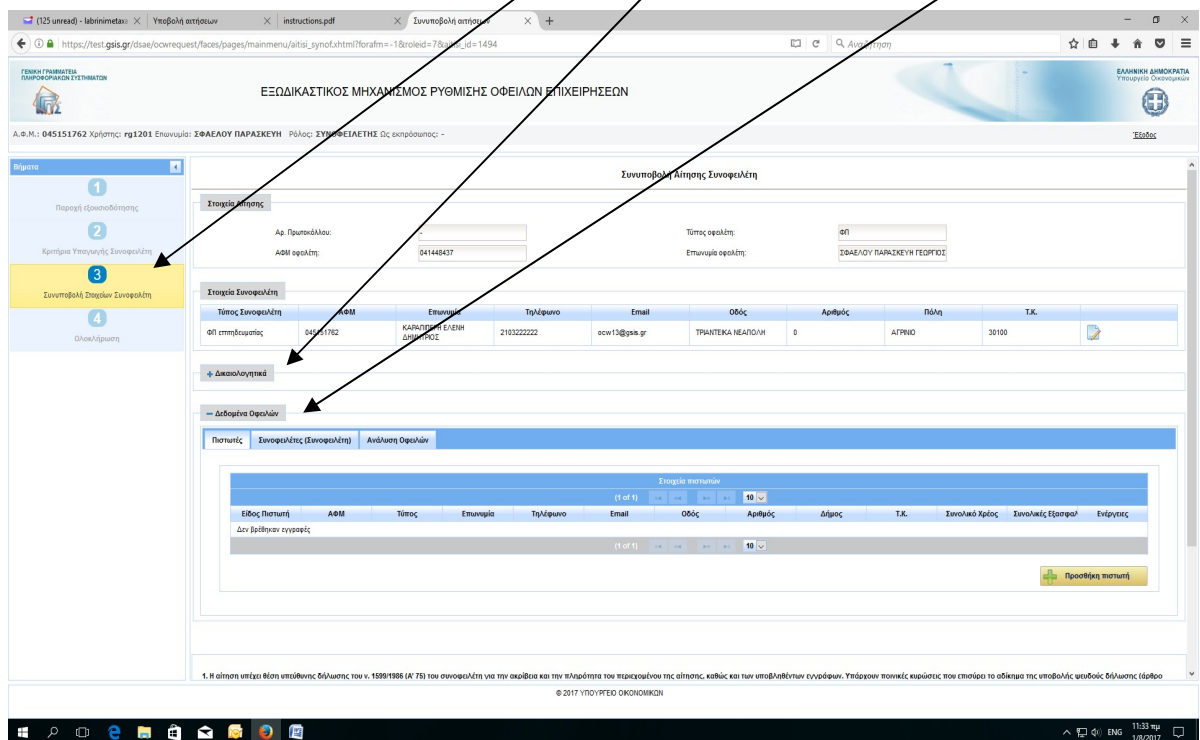 (125 unread) - labrinimetaxa
Υποβολή αιτήσεων
instructions.pdf
Συνυποβολή αιτήσεων
https://test.gsis.gr/dsae/ocwrequest/faces/pages/mainmenu/aitisi_synof.xhtml?forafm=-1&roleid=7&aitisi_id=1494
Αναζήτηση
ΓΕΝΙΚΗ ΓΡΑΜΜΑΤΕΙΑ
ΠΛΗΡΟΦΟΡΙΑΚΩΝ ΣΥΣΤΗΜΑΤΩΝ
ΕΞΩΔΙΚΑΣΤΙΚΟΣ ΜΗΧΑΝΙΣΜΟΣ ΡΥΘΜΙΣΗΣ ΟΦΕΙΛΩΝ ΕΠΙΧΕΙΡΗΣΕΩΝ
ΕΛΛΗΝΙΚΗ ΔΗΜΟΚΡΑΤΙΑ
Υπουργείο Οικονομικών
Α.Φ.Μ.: 045151762 Χρήστης: rg1201 Επωνυμία: ΣΦΑΕΛΟΥ ΠΑΡΑΣΚΕΥΗ Ρόλος: ΣΥΝΟΦΕΙΛΕΤΗΣ Ως εκπρόσωπος: -
Έξοδος
Βήματα
1
Παροχή εξουσιοδότησης
2
Κριτήρια Υπαγωγής Συνοφειλέτη
3
Συνυποβολή Στοιχείων Συνοφειλέτη
4
Ολοκλήρωση
Συνυποβολή Αίτησης Συνοφειλέτη
Στοιχεία Αίτησης
Αρ. Πρωτοκόλλου: - Τύπος οφειλέτη: ΦΠ
ΑΦΜ οφειλέτη: 041448437 Επωνυμία οφειλέτη: ΣΦΑΕΛΟΥ ΠΑΡΑΣΚΕΥΗ ΓΕΩΡΓΙΟΣ
Στοιχεία Συνοφειλέτη
Τύπος Συνοφειλέτη ΑΦΜ Επωνυμία Τηλέφωνο Email Οδός Αριθμός Πόλη Τ.Κ.
ΦΠ επιτηδευματίας 045151762 ΚΑΡΑΠΙΠΕΡΗ ΕΛΕΝΗ ΔΗΜΗΤΡΙΟΣ 2103222222 ocw13@gsis.gr ΤΡΙΑΝΤΕΙΚΑ ΝΕΑΠΟΛΗ 0 ΑΓΡΙΝΙΟ 30100
+ Δικαιολογητικά
− Δεδομένα Οφειλών
Πιστωτές Συνοφειλέτες (Συνοφειλέτη) Ανάλυση Οφειλών
Στοιχεία πιστωτών
(1 of 1) 10
Είδος Πιστωτή ΑΦΜ Τύπος Επωνυμία Τηλέφωνο Email Οδός Αριθμός Δήμος Τ.Κ. Συνολικό Χρέος Συνολικές Εξασφαλ Ενέργειες
Δεν βρέθηκαν εγγραφές
(1 of 1) 10
Προσθήκη πιστωτή
1. Η αίτηση υπέχει θέση υπεύθυνης δήλωσης του ν. 1599/1986 (Α' 75) του συνοφειλέτη για την ακρίβεια και την πληρότητα του περιεχομένου της αίτησης, καθώς και των υποβληθέντων εγγράφων. Υπάρχουν ποινικές κυρώσεις που επισύρει το αδίκημα της υποβολής ψευδούς δήλωσης (άρθρο
© 2017 ΥΠΟΥΡΓΕΙΟ ΟΙΚΟΝΟΜΙΚΩΝ
ENG
11:33 πμ
1/8/2017